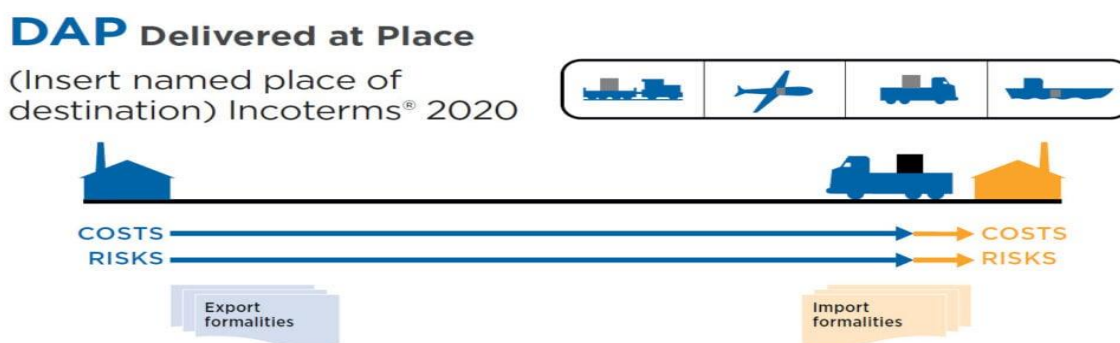 DAP Delivered at Place
(Insert named place of
destination) Incoterms® 2020
COSTS COSTS
RISKS RISKS
Export
formalities
Import
formalities